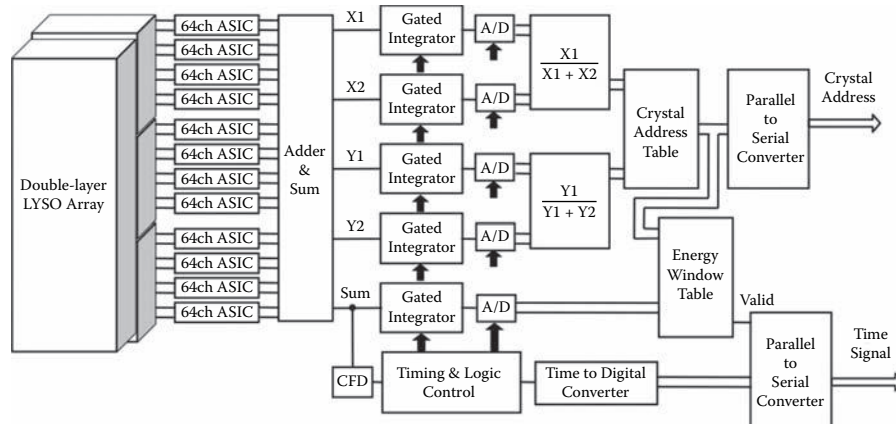 Double-layer
LYSO Array
64ch ASIC
64ch ASIC
64ch ASIC
64ch ASIC
64ch ASIC
64ch ASIC
64ch ASIC
64ch ASIC
64ch ASIC
64ch ASIC
64ch ASIC
64ch ASIC
Adder
&
Sum
X1
X2
Y1
Y2
Sum
CFD
Gated
Integrator
Gated
Integrator
Gated
Integrator
Gated
Integrator
Gated
Integrator
Timing & Logic
Control
A/D
A/D
A/D
A/D
A/D
X1
X1 + X2
Y1
Y1 + Y2
Time to Digital
Converter
Crystal
Address
Table
Energy
Window
Table
Valid
Parallel
to
Serial
Converter
Crystal
Address
Parallel
to
Serial
Converter
Time
Signal